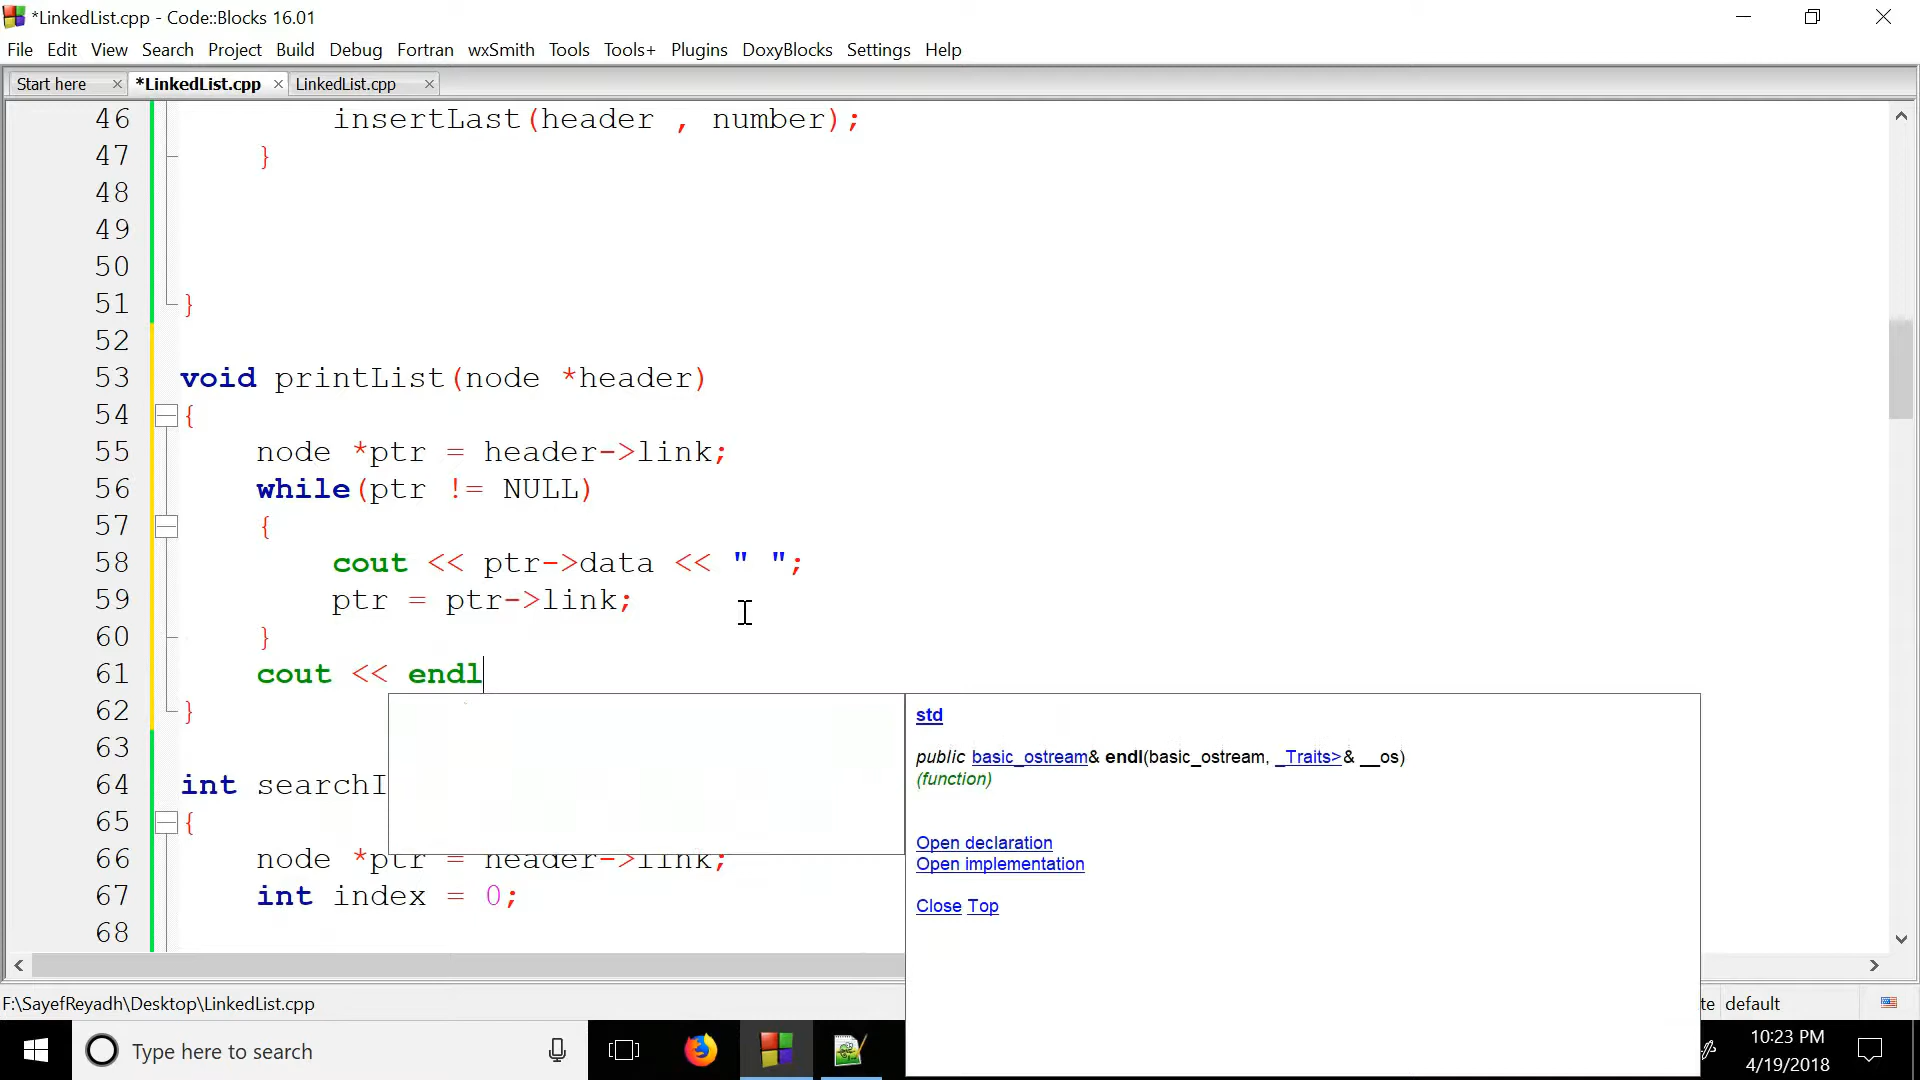 *LinkedList.cpp - Code::Blocks 16.01
File Edit View Search Project Build Debug Fortran wxSmith Tools Tools+ Plugins DoxyBlocks Settings Help
Start here *LinkedList.cpp LinkedList.cpp
46 insertLast(header , number);
47 }
48
49
50
51 }
52
53 void printList(node *header)
54 {
55 node *ptr = header->link;
56 while(ptr != NULL)
57 {
58 cout << ptr->data << " ";
59 ptr = ptr->link;
60 }
61 cout << endl
62 }
63
64 int searchI
65 {
66 node *ptr = header->link;
67 int index = 0;
68
std
public basic_ostream& endl(basic_ostream, _Traits>& __os)
(function)
Open declaration
Open implementation
Close Top
F:\SayefReyadh\Desktop\LinkedList.cpp
te default
Type here to search
10:23 PM
4/19/2018